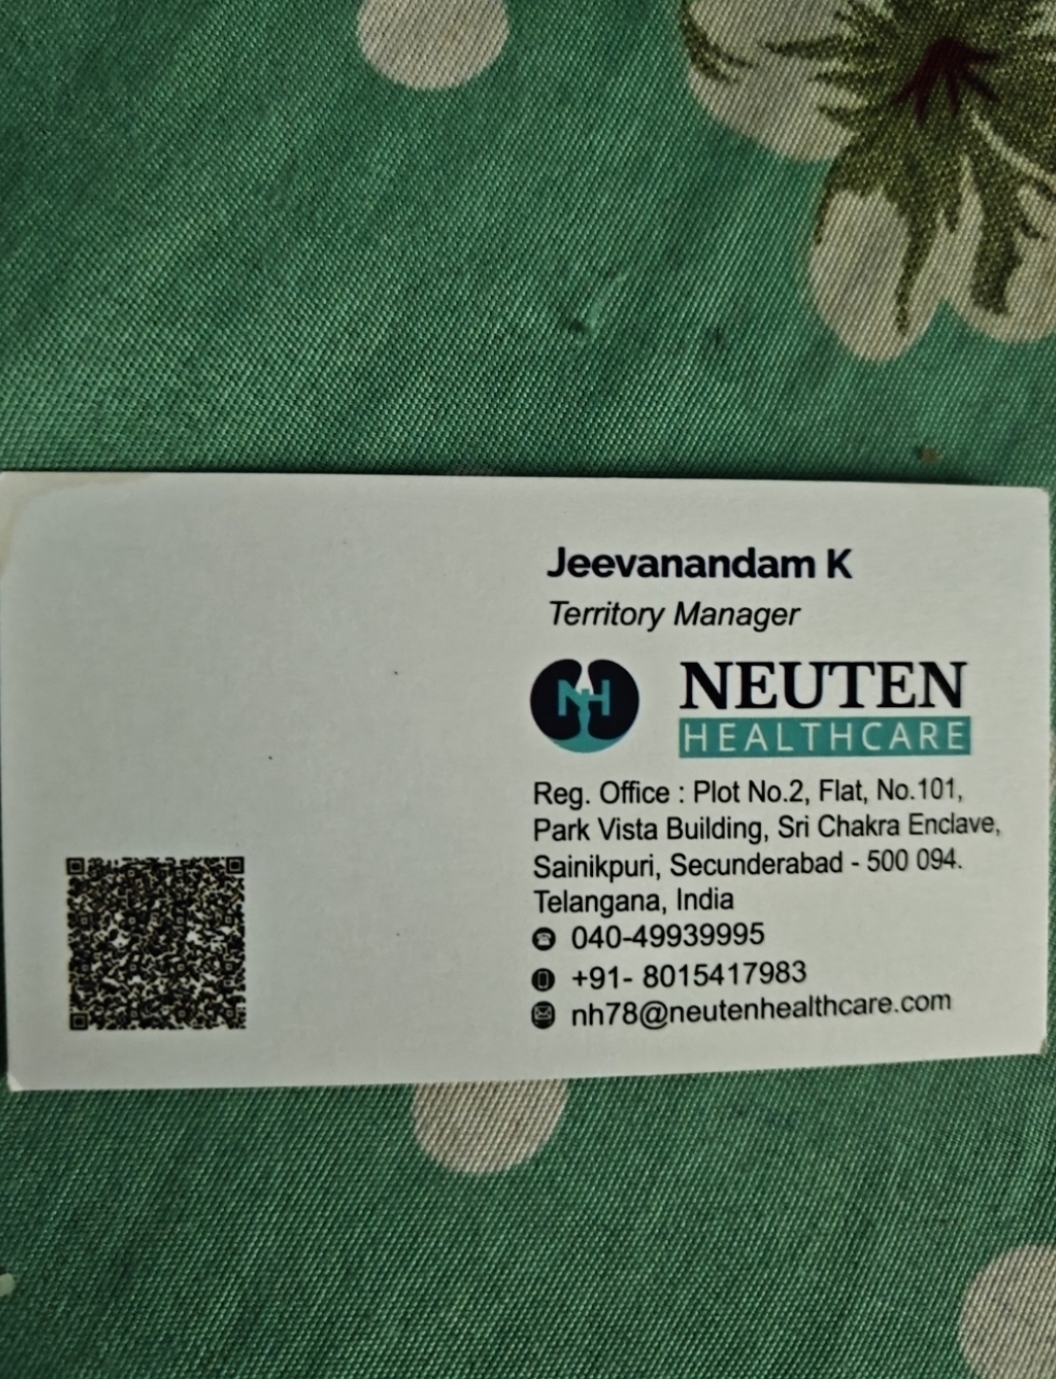 Jeevanandam K
Territory Manager
NH
NEUTEN
HEALTHCARE
Reg. Office : Plot No.2, Flat, No.101,
Park Vista Building, Sri Chakra Enclave,
Sainikpuri, Secunderabad - 500 094.
Telangana, India
040-49939995
+91- 8015417983
nh78@neutenhealthcare.com